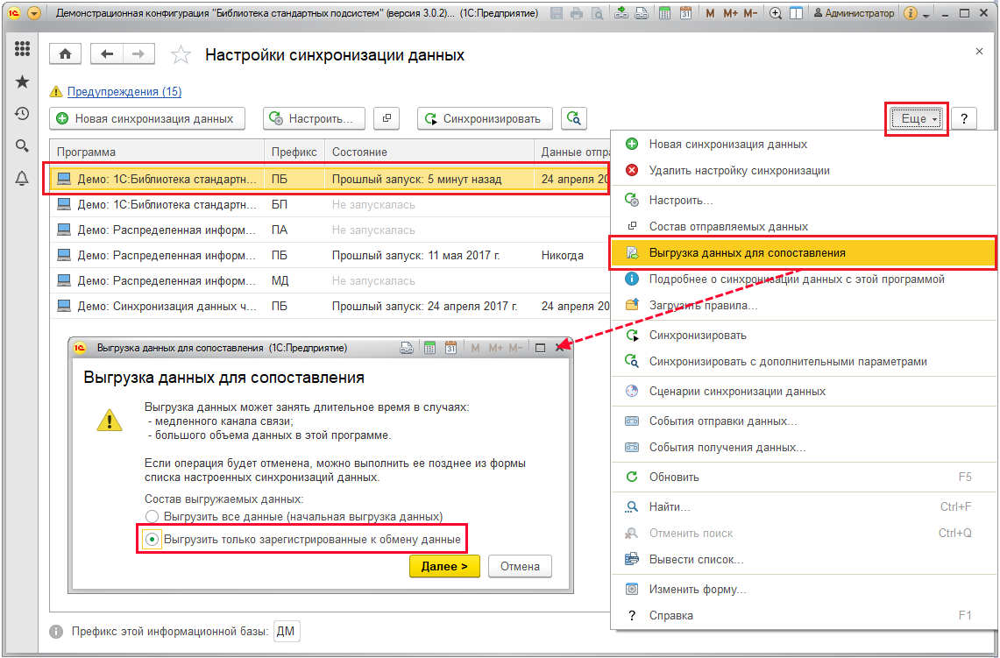 Демонстрационная конфигурация "Библиотека стандартных подсистем" (версия 3.0.2)... (1С:Предприятие)
M M+ M- Администратор
Настройки синхронизации данных
Предупреждения (15)
Новая синхронизация данных Настроить... Синхронизировать Еще ?
Программа Префикс Состояние Данные отпра
Демо: 1С:Библиотека стандартн... ПБ Прошлый запуск: 5 минут назад 24 апреля 20
Демо: 1С:Библиотека стандартн... БП Не запускалась
Демо: Распределенная информ... ПА Не запускалась
Демо: Распределенная информ... ПБ Прошлый запуск: 11 мая 2017 г. Никогда
Демо: Распределенная информ... МД Не запускалась
Демо: Синхронизация данных ч... ПБ Прошлый запуск: 24 апреля 2017 г. 24 апреля 20
Новая синхронизация данных
Удалить настройку синхронизации
Настроить...
Состав отправляемых данных
Выгрузка данных для сопоставления
Подробнее о синхронизации данных с этой программой
Загрузить правила...
Синхронизировать
Синхронизировать с дополнительными параметрами
Сценарии синхронизации данных
События отправки данных...
События получения данных...
Обновить F5
Найти... Ctrl+F
Отменить поиск Ctrl+Q
Вывести список...
Изменить форму...
? Справка F1
Выгрузка данных для сопоставления (1С:Предприятие) M M+ M-
Выгрузка данных для сопоставления
Выгрузка данных может занять длительное время в случаях:
- медленного канала связи;
- большого объема данных в этой программе.
Если операция будет отменена, можно выполнить ее позднее из формы
списка настроенных синхронизаций данных.
Состав выгружаемых данных:
Выгрузить все данные (начальная выгрузка данных)
Выгрузить только зарегистрированные к обмену данные
Далее > Отмена
Префикс этой информационной базы: ДМ